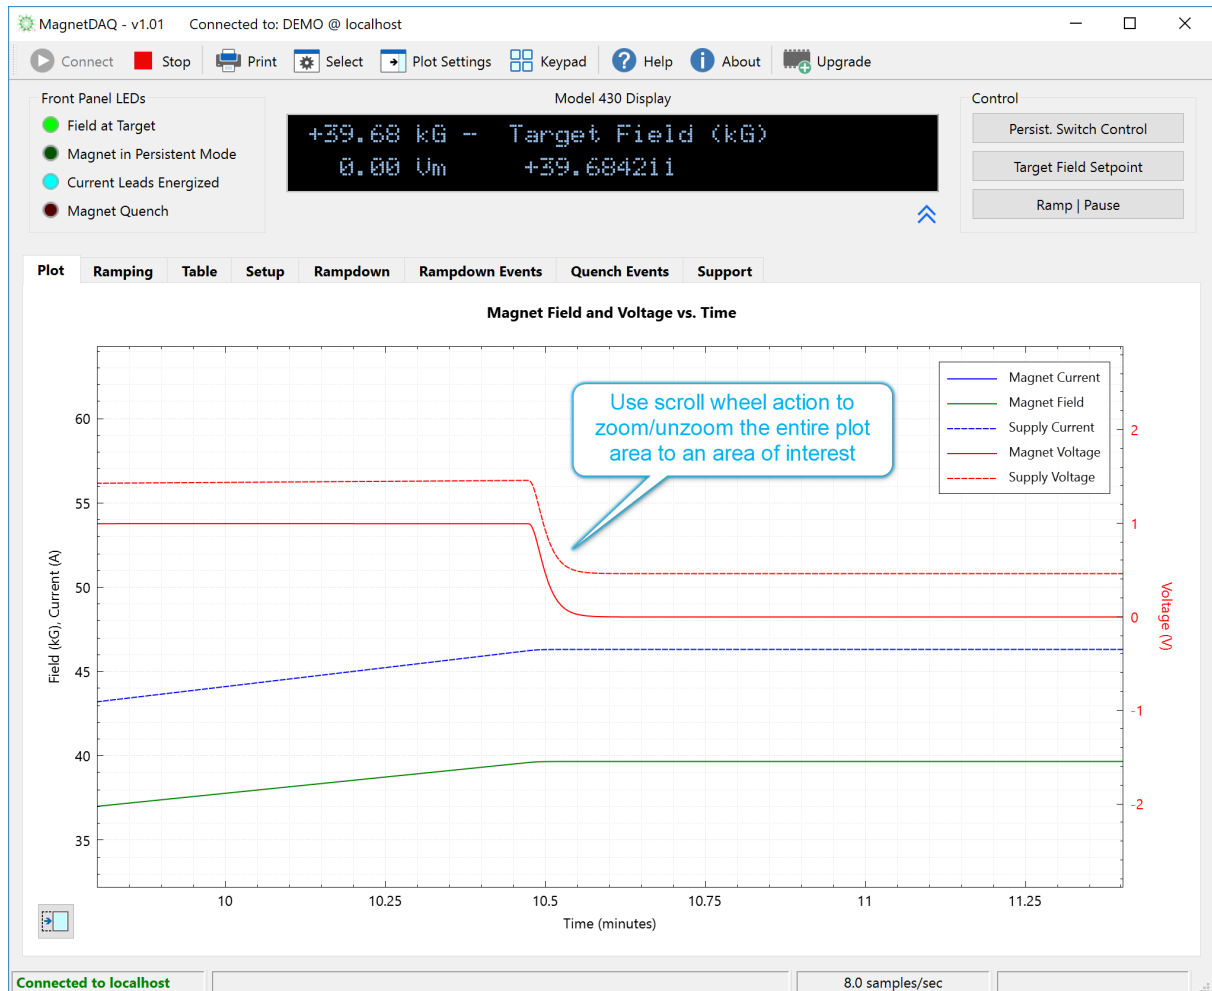 MagnetDAQ - v1.01 Connected to: DEMO @ localhost
Connect Stop Print Select Plot Settings Keypad Help About Upgrade
Front Panel LEDs
Field at Target
Magnet in Persistent Mode
Current Leads Energized
Magnet Quench
Model 430 Display
+39.68 kG - Target Field (kG)
0.00 Vm +39.6842ii
Control
Persist. Switch Control
Target Field Setpoint
Ramp | Pause
Plot Ramping Table Setup Rampdown Rampdown Events Quench Events Support
Magnet Field and Voltage vs. Time
Magnet Current
Magnet Field
Supply Current
Magnet Voltage
Supply Voltage
Use scroll wheel action to
zoom/unzoom the entire plot
area to an area of interest
Field (kG), Current (A)
60
55
50
45
40
35
2
1
0
-1
-2
Voltage (V)
10 10.25 10.5 10.75 11 11.25
Time (minutes)
Connected to localhost 8.0 samples/sec